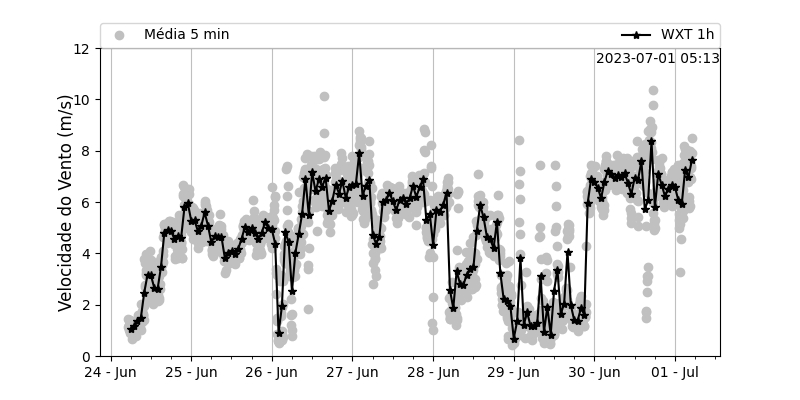 Média 5 min WXT 1h
2023-07-01 05:13
Velocidade do Vento (m/s)
12
10
8
6
4
2
0
24 - Jun 25 - Jun 26 - Jun 27 - Jun 28 - Jun 29 - Jun 30 - Jun 01 - Jul